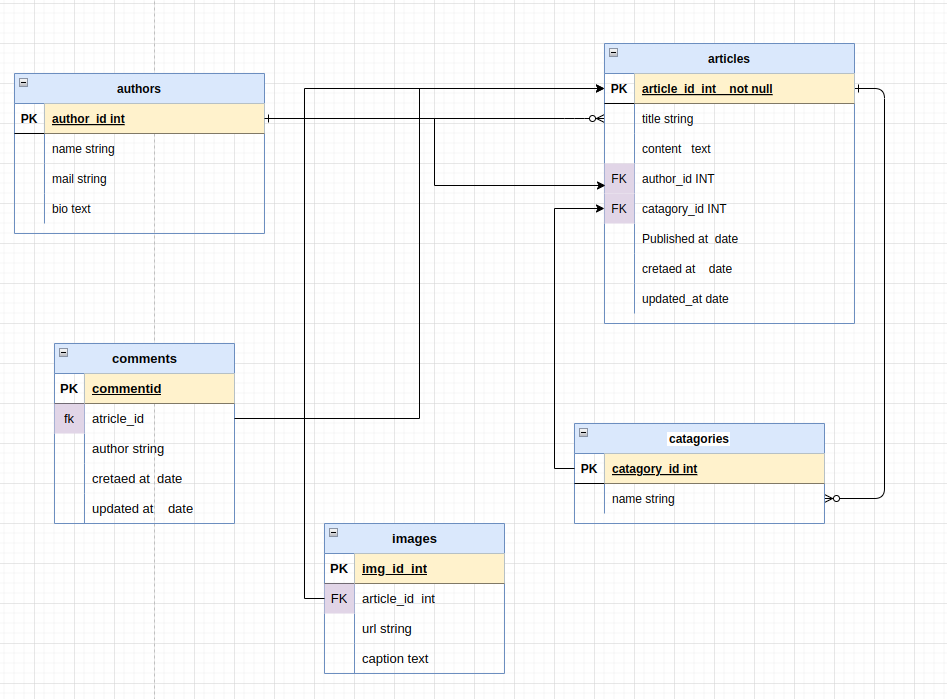 authors
PK author_id int
name string
mail string
bio text
articles
PK article_id_int not null
title string
content text
FK author_id INT
FK catagory_id INT
Published at date
cretaed at date
updated_at date
comments
PK commentid
fk atricle_id
author string
cretaed at date
updated at date
catagories
PK catagory_id int
name string
images
PK img_id_int
FK article_id int
url string
caption text